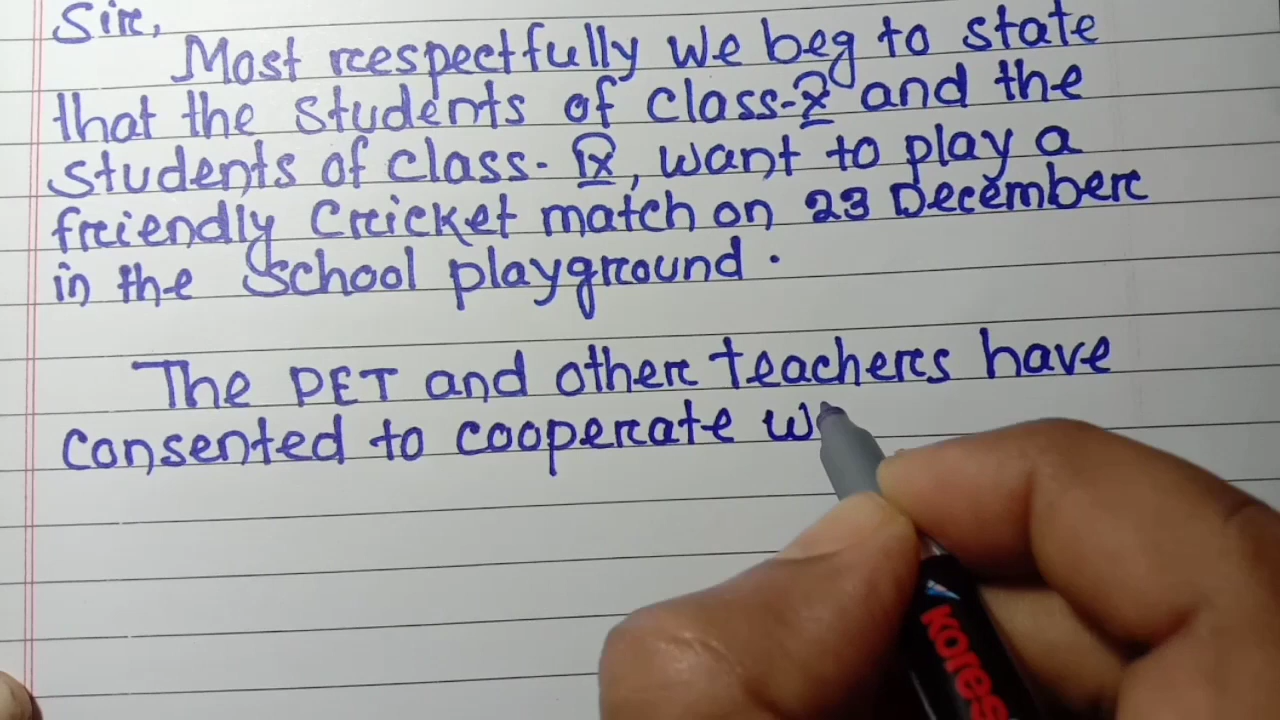 Sir,
Most respectfully we beg to state
that the students of class-X and the
students of class- IX, want to play a
friendly Cricket match on 23 December
in the School playground.
The PET and other teachers have
consented to cooperate w
Kores